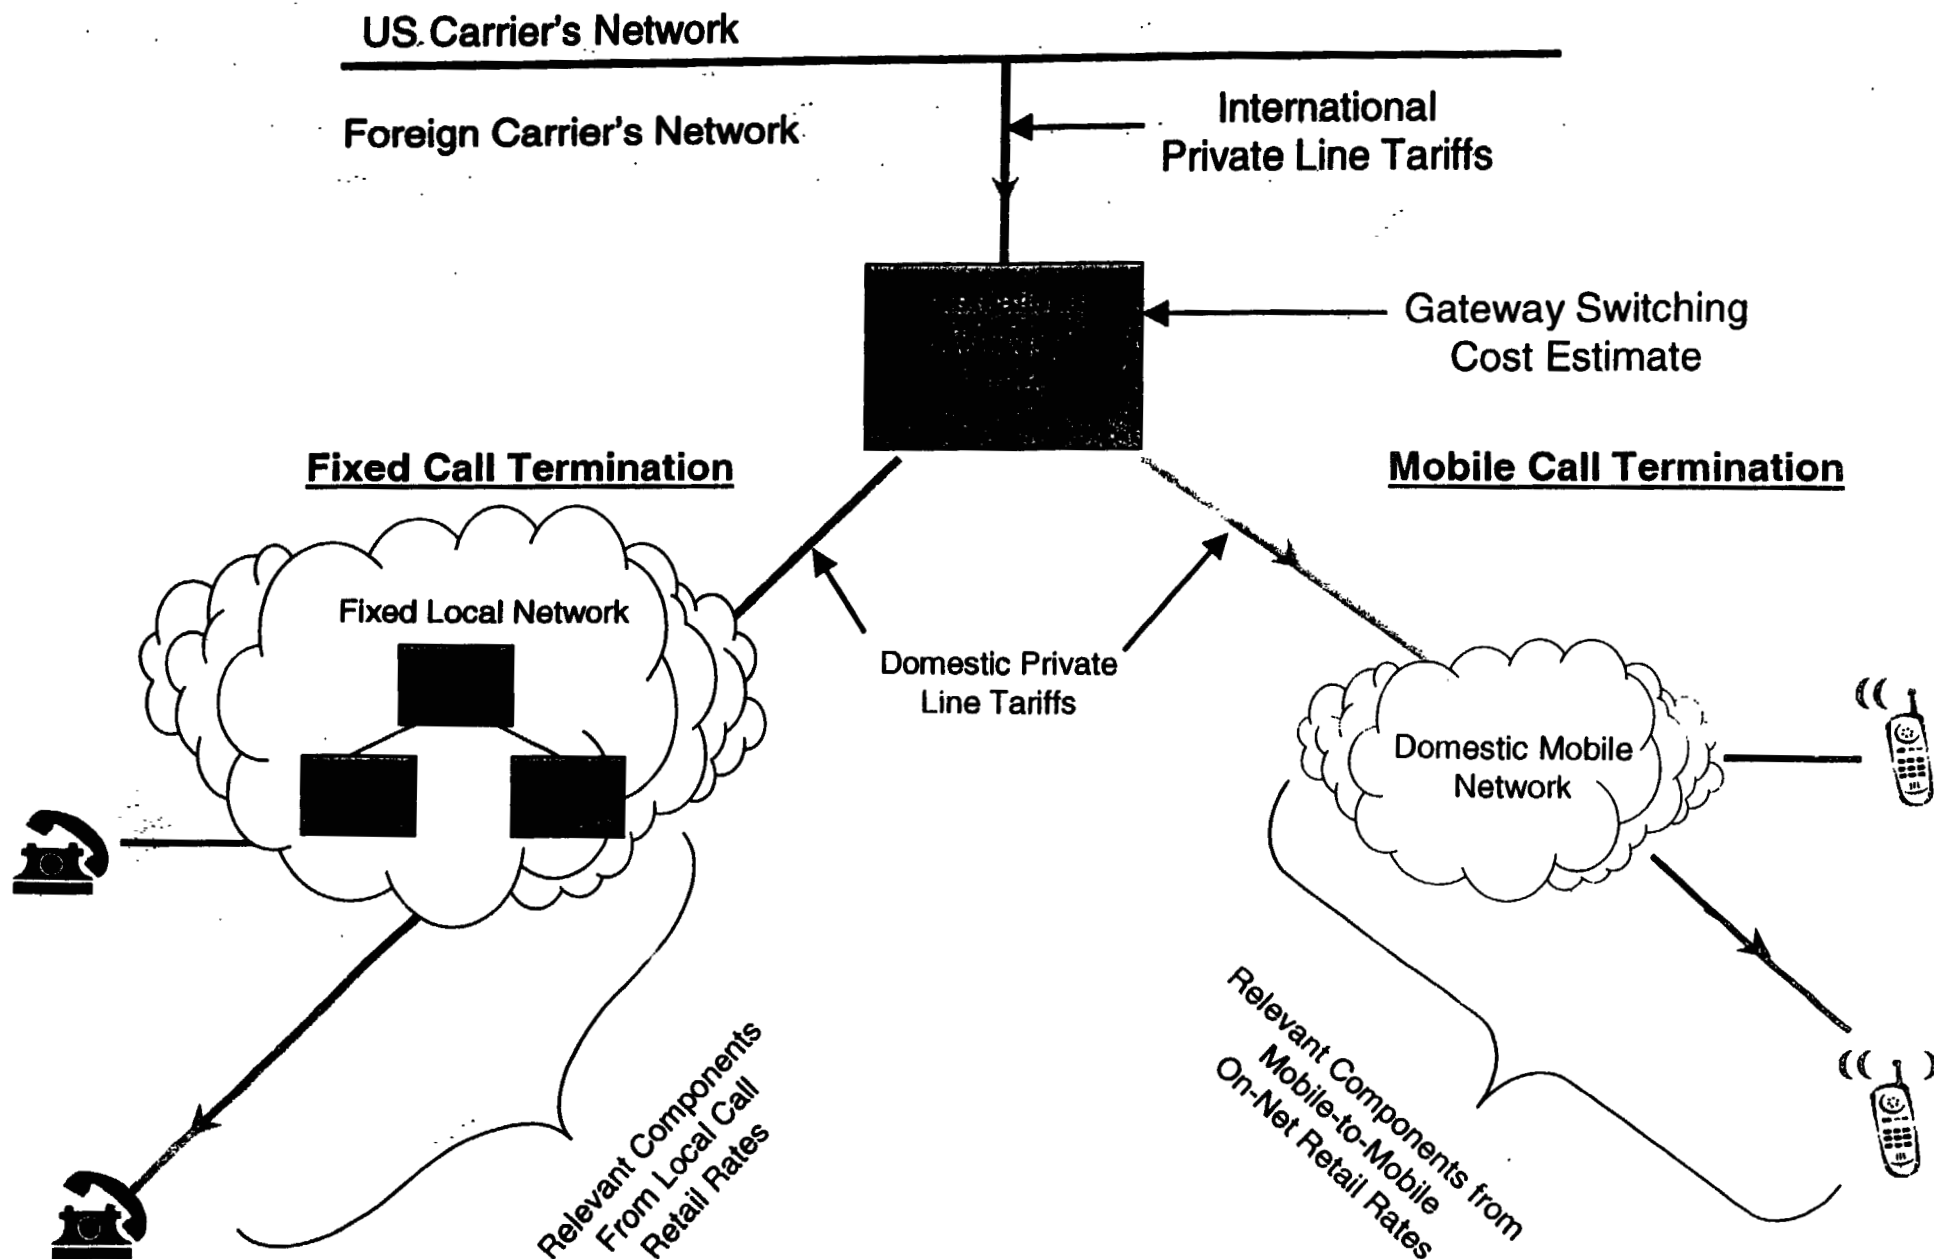 US Carrier's Network
Foreign Carrier's Network
International
Private Line Tariffs
Gateway Switching
Cost Estimate
Fixed Call Termination
Mobile Call Termination
Fixed Local Network
Domestic Private
Line Tariffs
Domestic Mobile
Network
Relevant Components
From Local Call
Retail Rates
Relevant Components from
Mobile-to-Mobile
On-Net Retail Rates